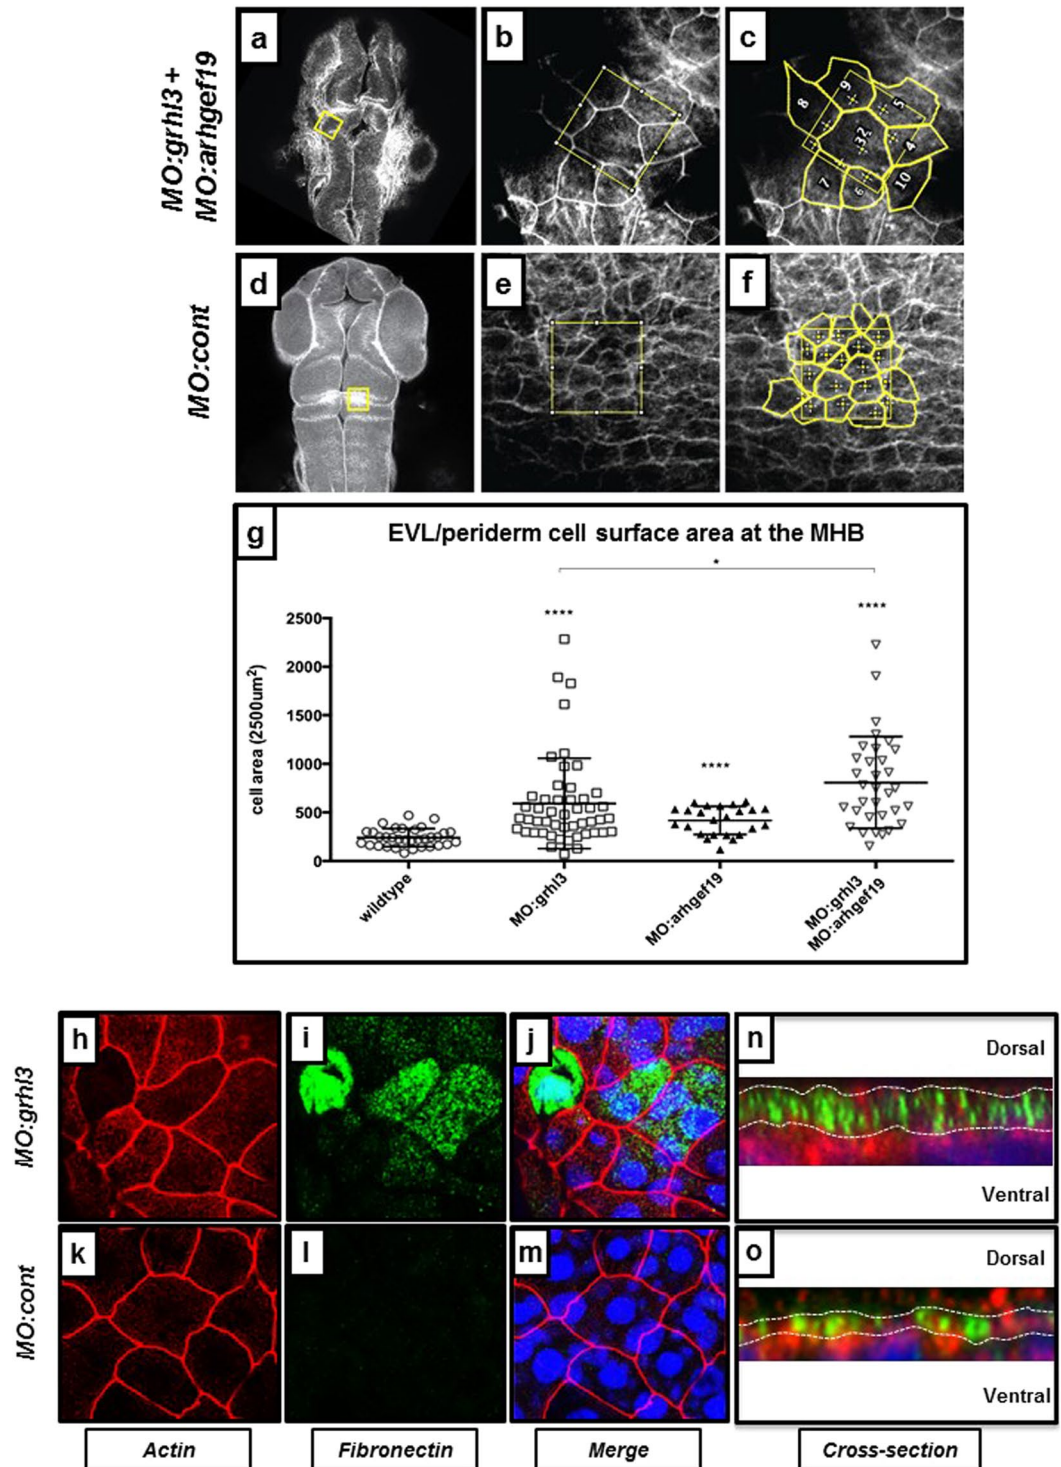 MO:grhl3 +
MO:arhgef19
a
b
c
8
9
5
32
4
7
6
10
MO:cont
d
e
f
g
EVL/periderm cell surface area at the MHB
*
****
****
****
cell area (2500um²)
2500
2000
1500
1000
500
0
wildtype
MO:grhl3
MO:arhgef19
MO:grhl3
MO:arhgef19
MO:grhl3
h
i
j
n
Dorsal
Ventral
MO:cont
k
l
m
o
Dorsal
Ventral
Actin
Fibronectin
Merge
Cross-section